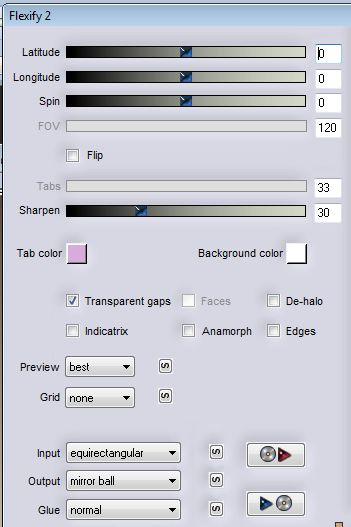 Flexify 2
Latitude 0
Longitude 0
Spin 0
FOV 120
Flip
Tabs 33
Sharpen 30
Tab color Background color
Transparent gaps Faces De-halo
Indicatrix Anamorph Edges
Preview best S
Grid none S
Input equirectangular S
Output mirror ball S
Glue normal S